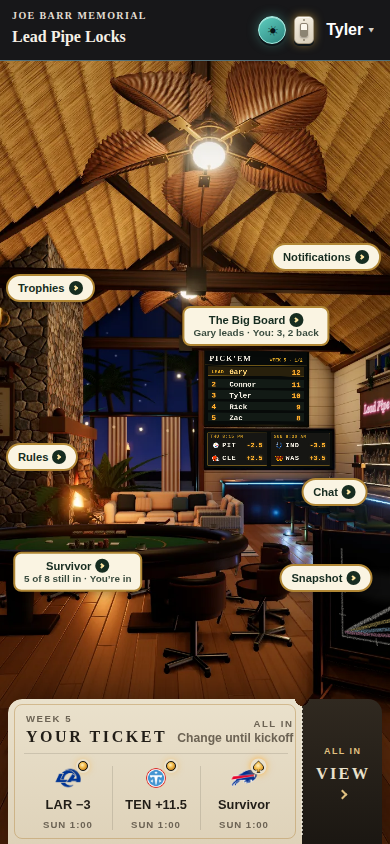 JOE BARR MEMORIAL
Lead Pipe Locks
Tyler
Notifications
Trophies
The Big Board
Gary leads · You: 3, 2 back
PICK'EM
LEAD Gary 12
2 Connor 11
3 Tyler 10
4 Rick 9
5 Zac 8
PIT -2.5
CLE +2.5
IND -3.5
WAS +3.5
Lead Pipe
Rules
Chat
Survivor
5 of 8 still in · You're in
Snapshot
WEEK 5
YOUR TICKET
ALL IN
Change until kickoff
LAR −3
SUN 1:00
TEN +11.5
SUN 1:00
Survivor
SUN 1:00
ALL IN
VIEW